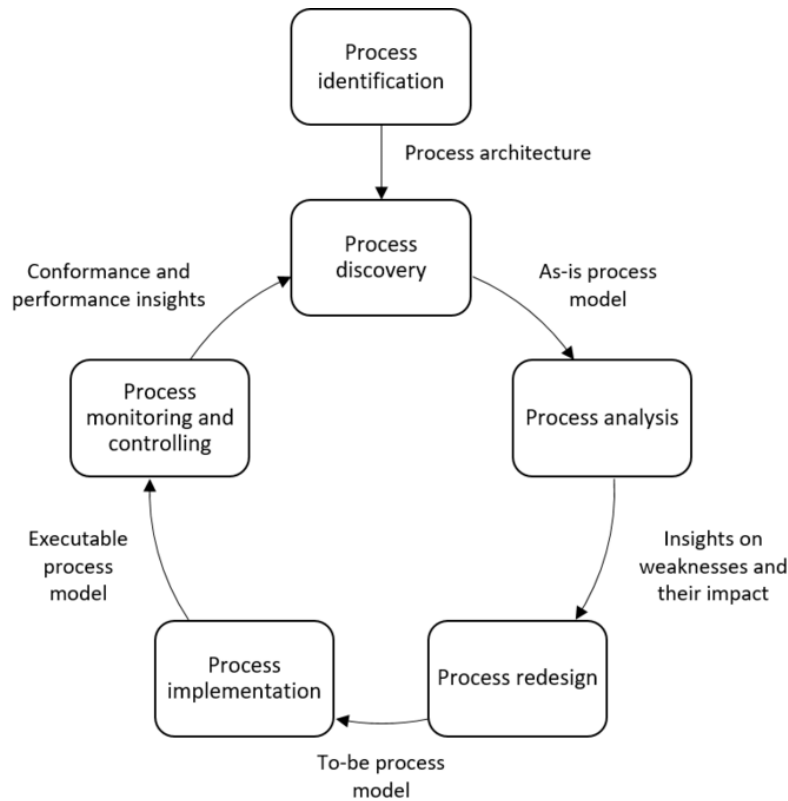 Process
identification
Process architecture
Process
discovery
Conformance and
performance insights
As-is process
model
Process
monitoring and
controlling
Process analysis
Executable
process
model
Insights on
weaknesses and
their impact
Process
implementation
Process redesign
To-be process
model